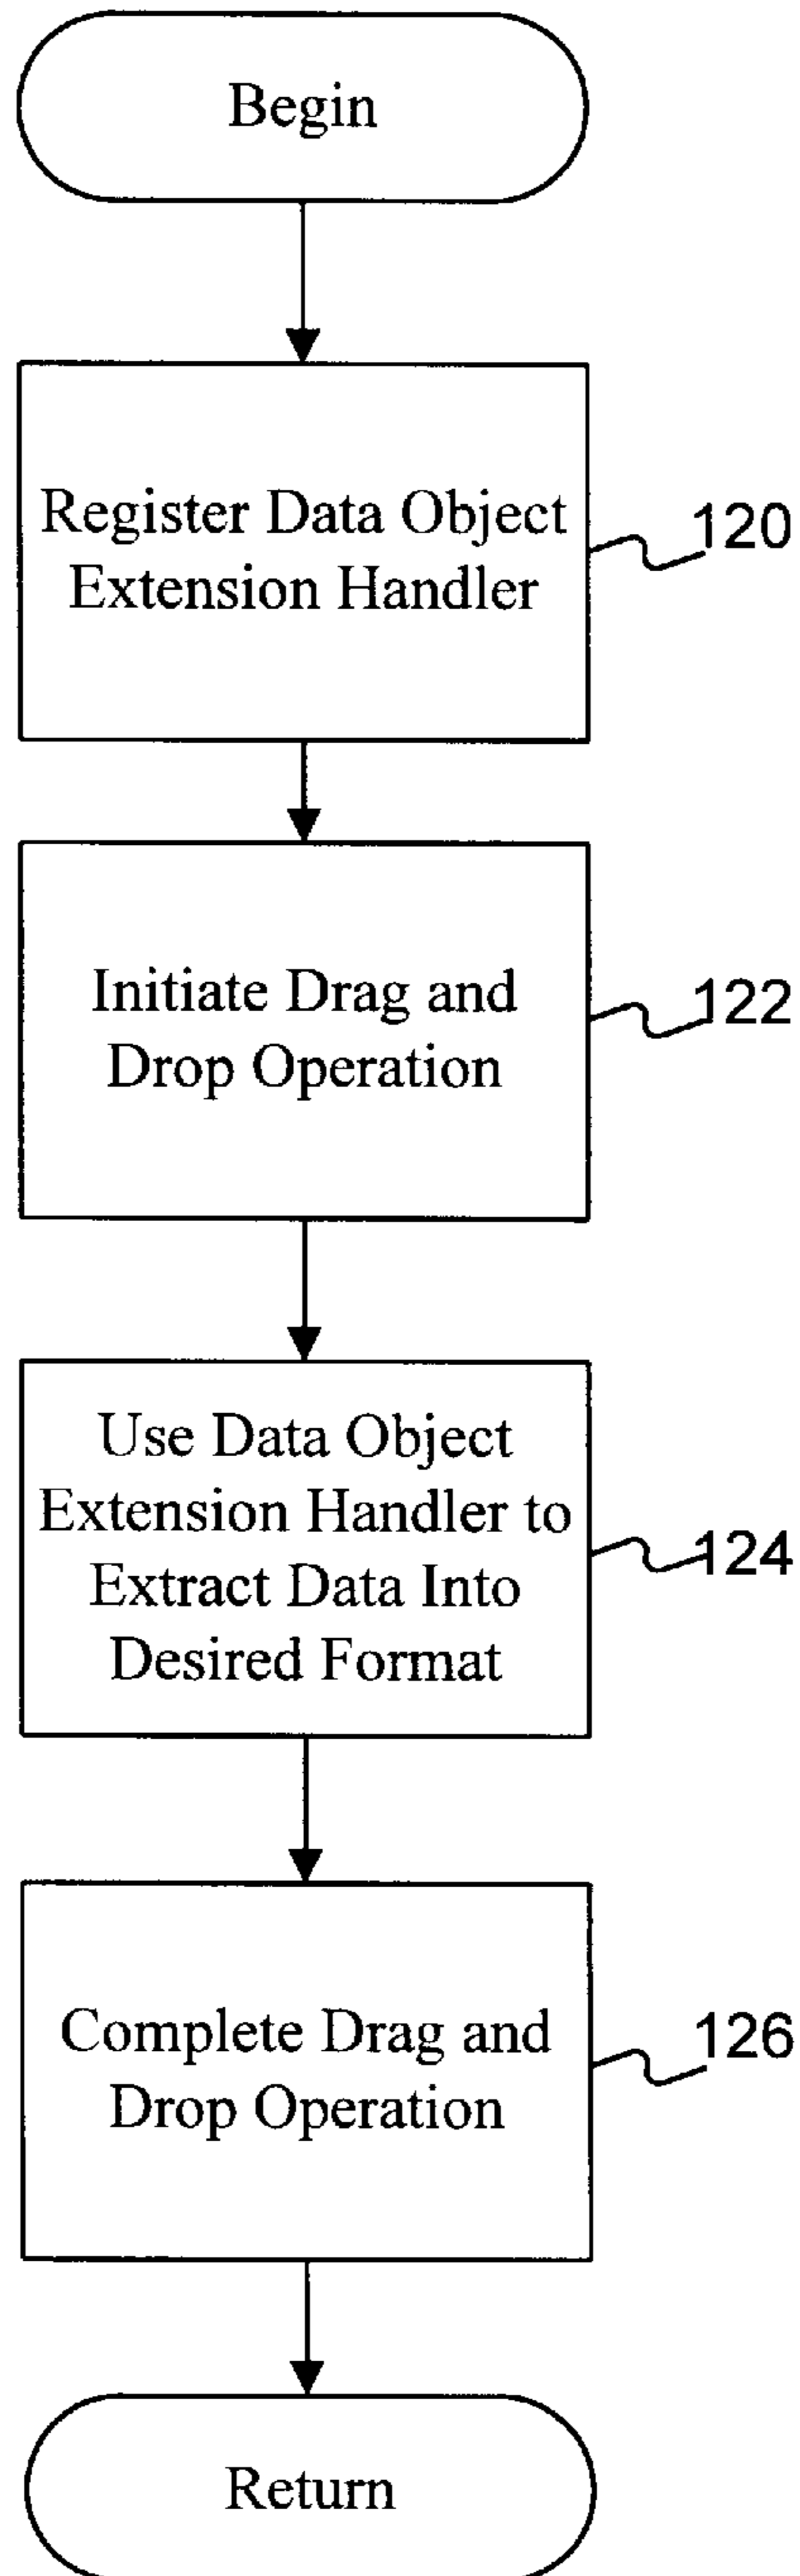 Begin
Register Data Object
Extension Handler
120
Initiate Drag and
Drop Operation
122
Use Data Object
Extension Handler to
Extract Data Into
Desired Format
124
Complete Drag and
Drop Operation
126
Return